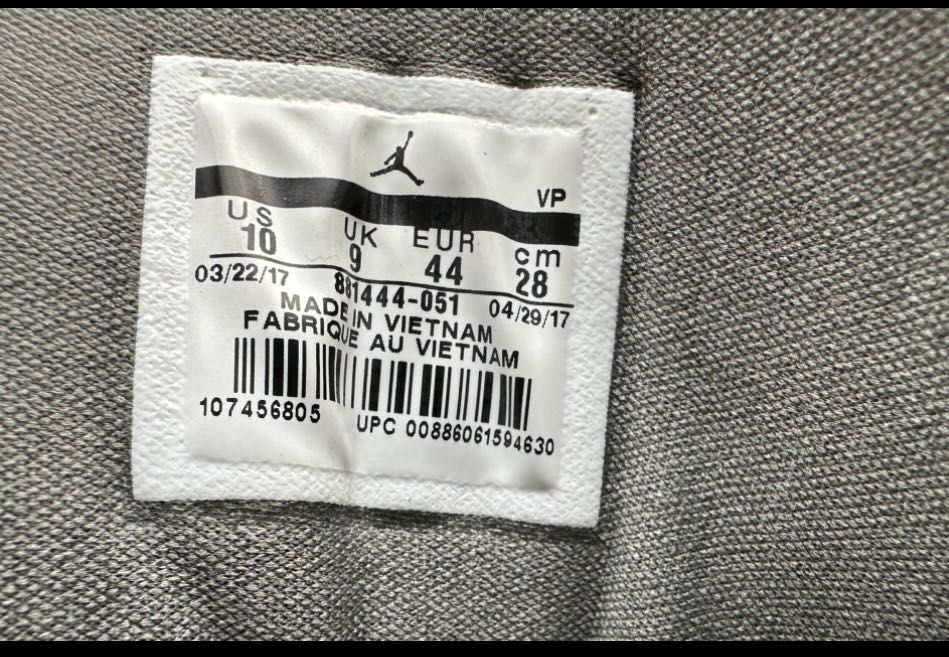 VP
US UK EUR cm
10 9 44 28
03/22/17 881444-051 04/29/17
MADE IN VIETNAM
FABRIQUE AU VIETNAM
107456805 UPC 00886061594630